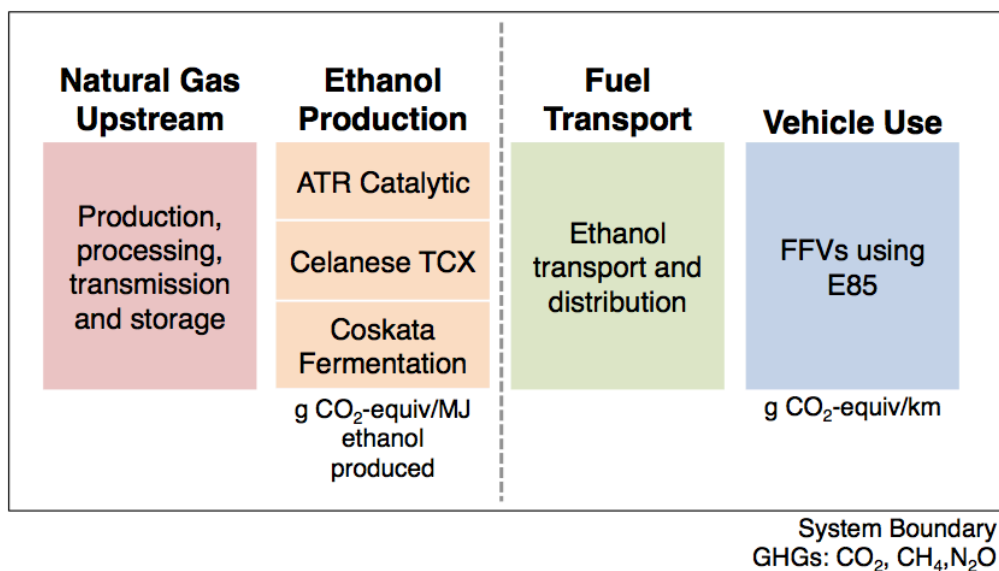 Natural Gas
Upstream
Production,
processing,
transmission
and storage
Ethanol
Production
ATR Catalytic
Celanese TCX
Coskata
Fermentation
g CO₂-equiv/MJ
ethanol
produced
Fuel
Transport
Ethanol
transport and
distribution
Vehicle Use
FFVs using
E85
g CO₂-equiv/km
System Boundary
GHGs: CO₂, CH₄,N₂O